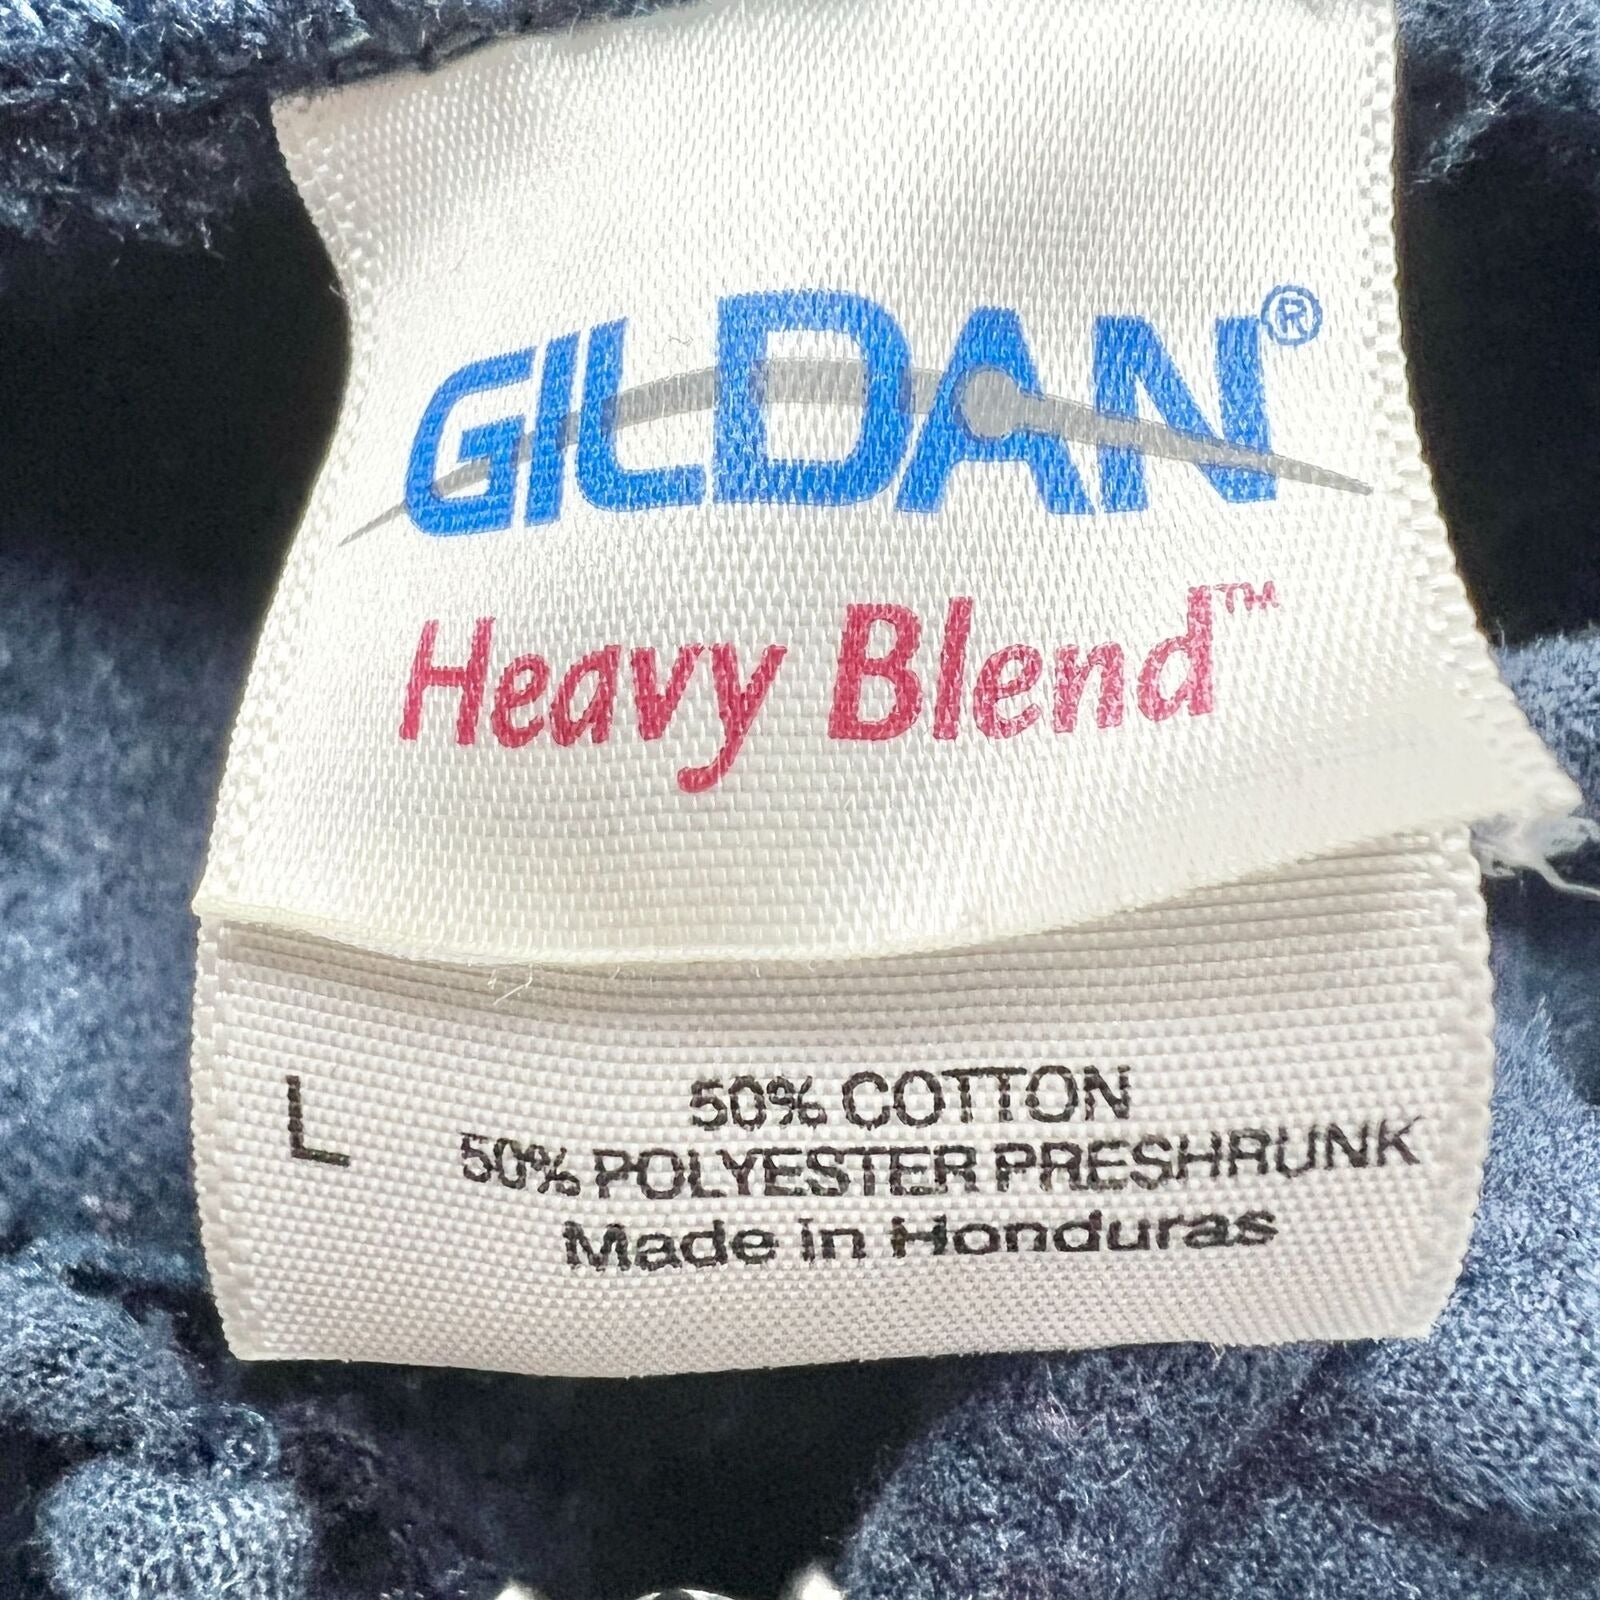 GILDAN®
Heavy Blend™
L
50% COTTON
50% POLYESTER PRESHRUNK
Made in Honduras